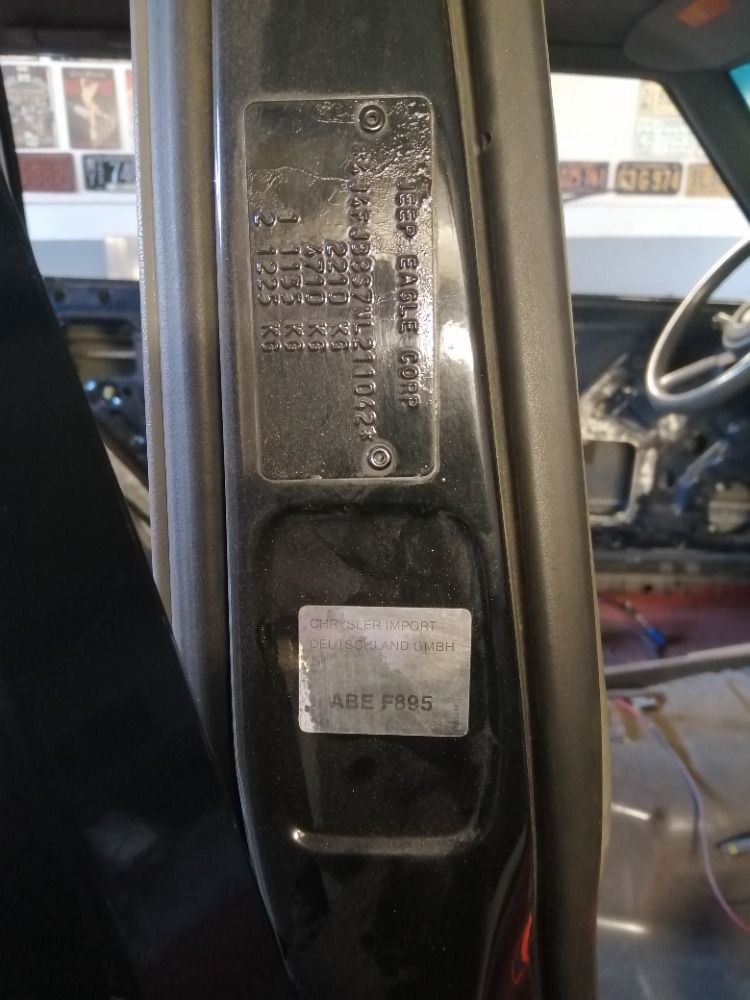 JEEP EAGLE CORP
2210 KG
4710 KG
1 1135 KG
2 1225 KG
CHRYSLER IMPORT
DEUTSCHLAND GMBH
ABE F895